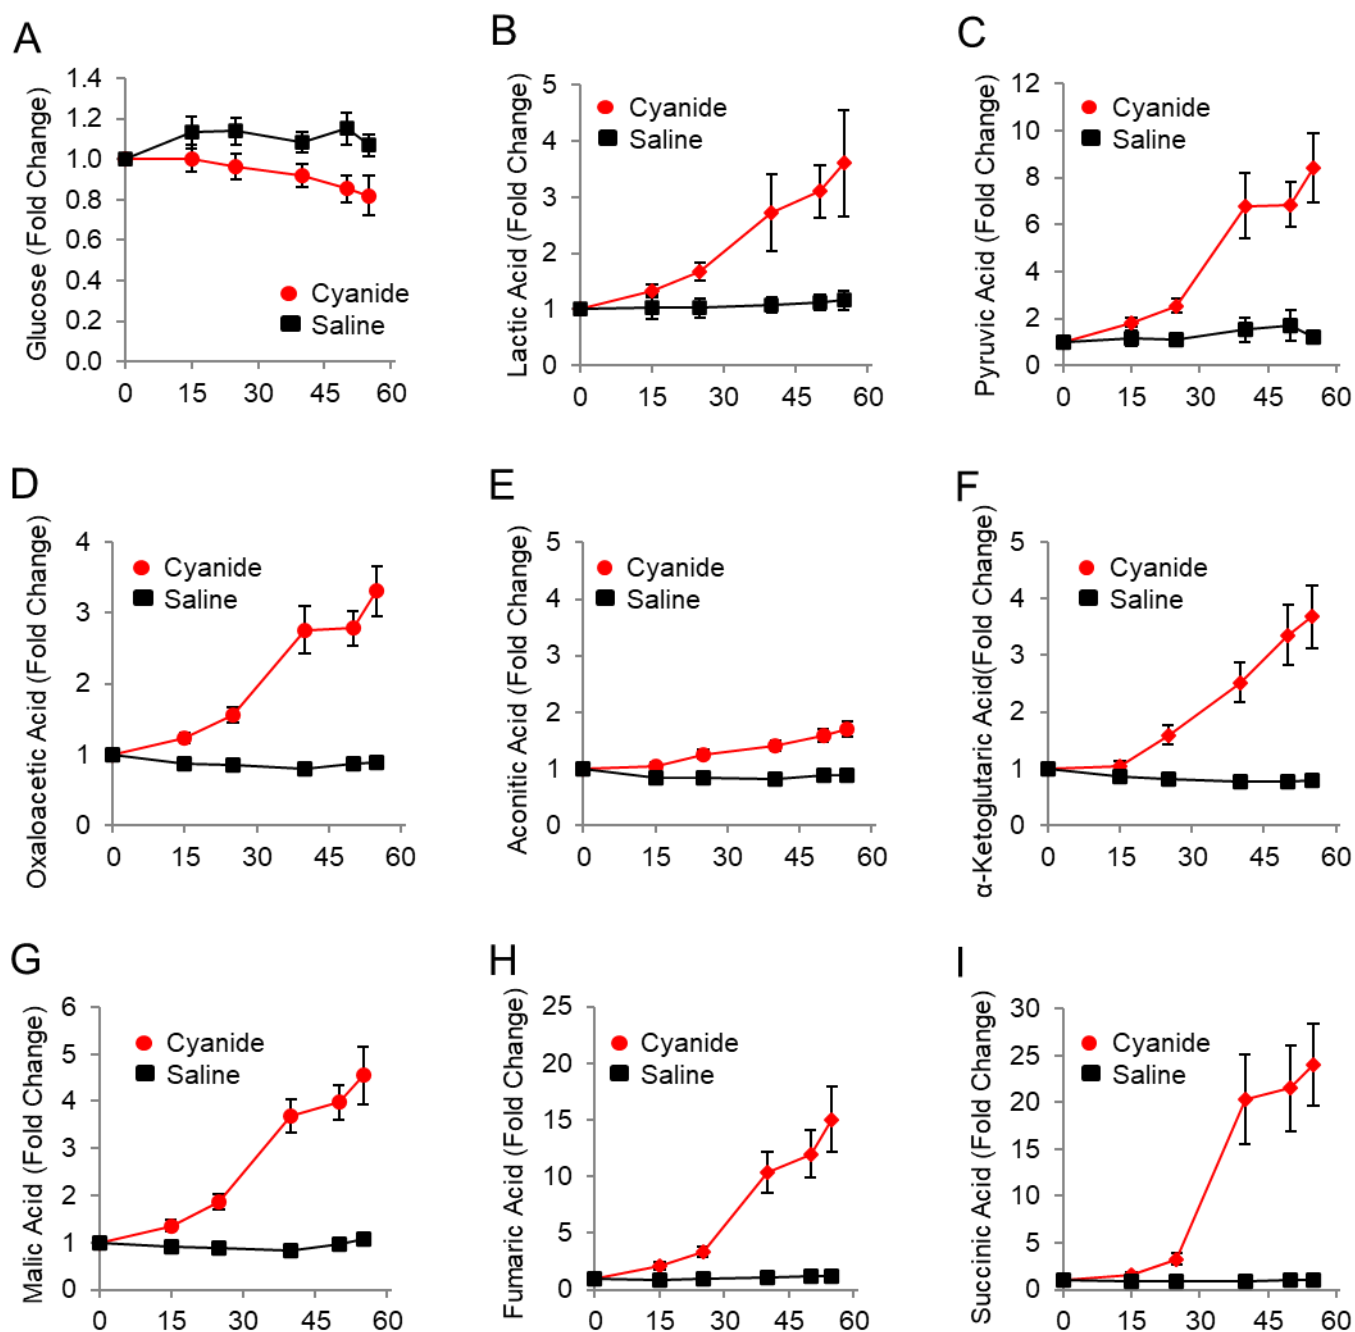 A
Glucose (Fold Change)
1.4
1.2
1.0
0.8
0.6
0.4
0.2
0.0
Cyanide
Saline
0 15 30 45 60
B
Lactic Acid (Fold Change)
5
4
3
2
1
0
Cyanide
Saline
0 15 30 45 60
C
Pyruvic Acid (Fold Change)
12
10
8
6
4
2
0
Cyanide
Saline
0 15 30 45 60
D
Oxaloacetic Acid (Fold Change)
4
3
2
1
0
Cyanide
Saline
0 15 30 45 60
E
Aconitic Acid (Fold Change)
5
4
3
2
1
0
Cyanide
Saline
0 15 30 45 60
F
α-Ketoglutaric Acid(Fold Change)
5
4
3
2
1
0
Cyanide
Saline
0 15 30 45 60
G
Malic Acid (Fold Change)
6
5
4
3
2
1
0
Cyanide
Saline
0 15 30 45 60
H
Fumaric Acid (Fold Change)
25
20
15
10
5
0
Cyanide
Saline
0 15 30 45 60
I
Succinic Acid (Fold Change)
30
25
20
15
10
5
0
Cyanide
Saline
0 15 30 45 60